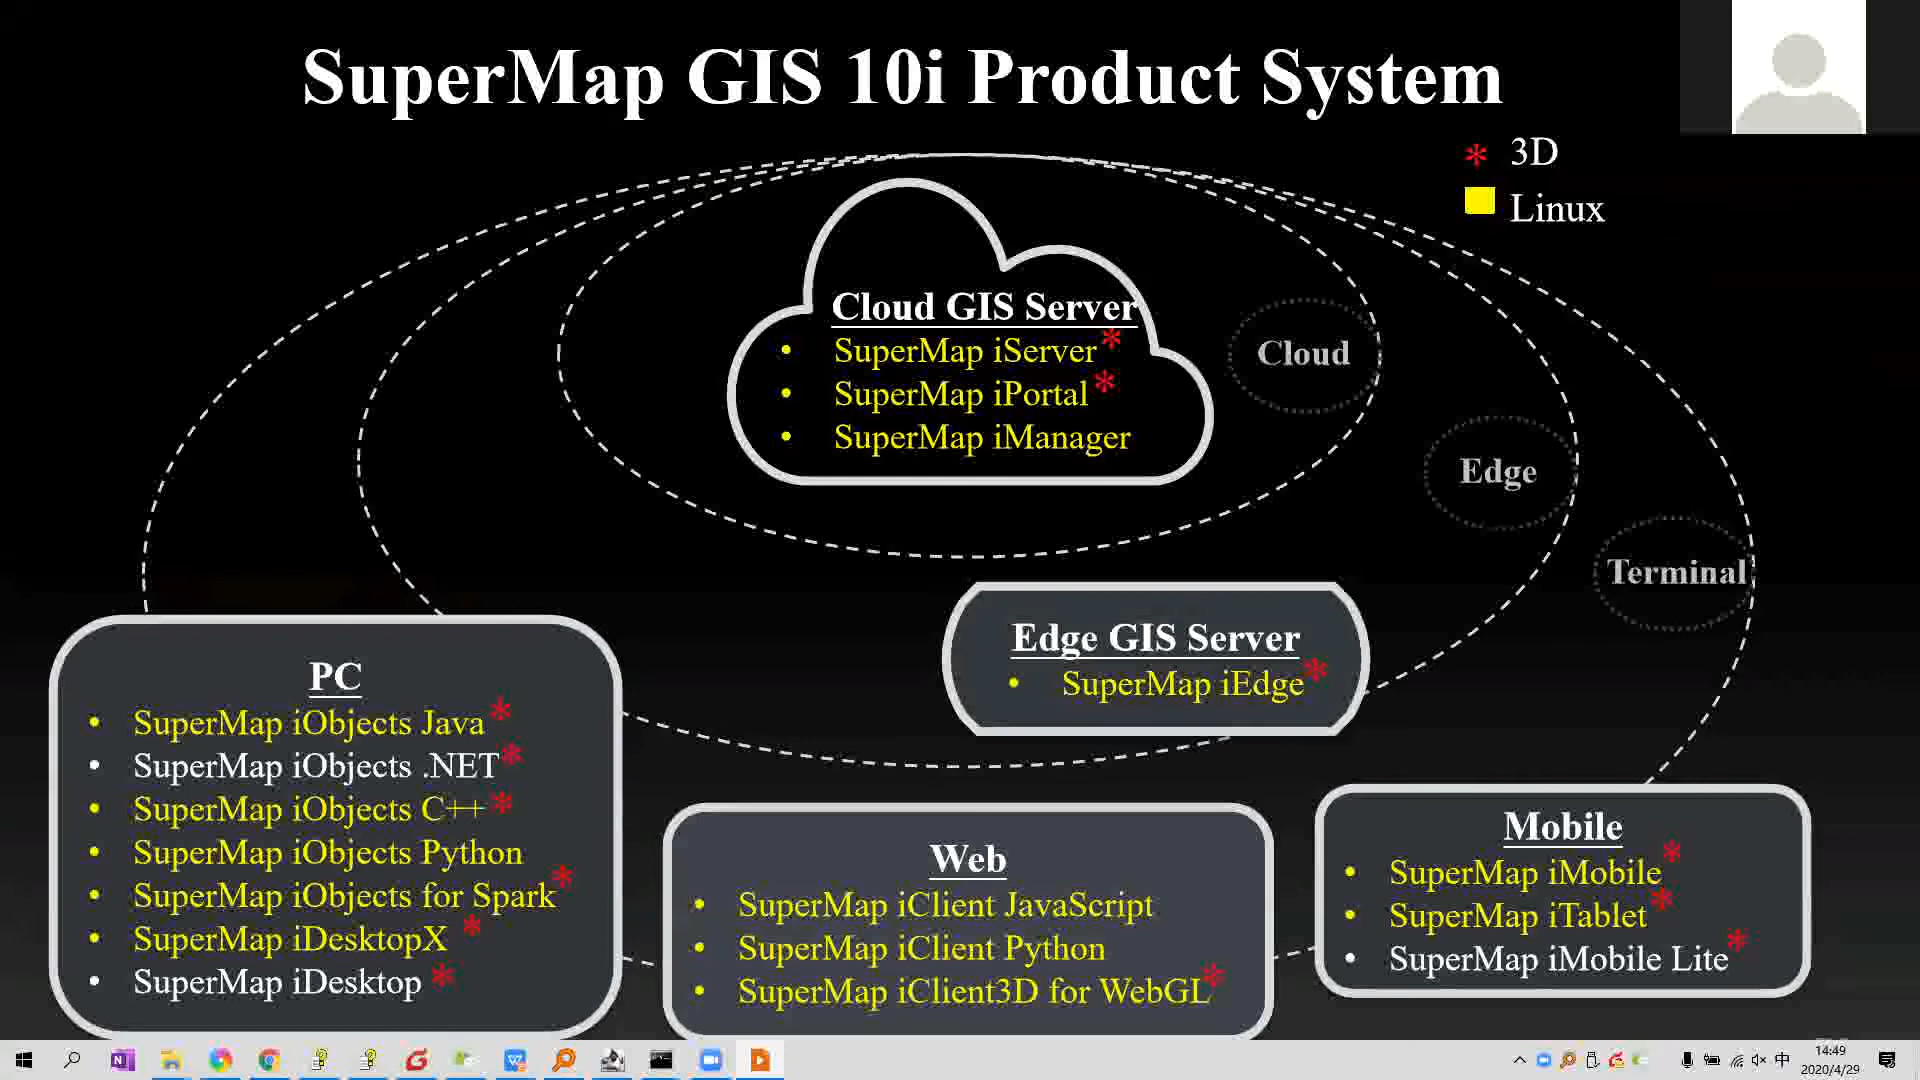 SuperMap GIS 10i Product System
* 3D
Linux
Cloud GIS Server
• SuperMap iServer *
• SuperMap iPortal *
• SuperMap iManager
Cloud
Edge
Terminal
Edge GIS Server
• SuperMap iEdge *
PC
• SuperMap iObjects Java *
• SuperMap iObjects .NET *
• SuperMap iObjects C++ *
• SuperMap iObjects Python
• SuperMap iObjects for Spark *
• SuperMap iDesktopX *
• SuperMap iDesktop *
Web
• SuperMap iClient JavaScript
• SuperMap iClient Python
• SuperMap iClient3D for WebGL *
Mobile
• SuperMap iMobile *
• SuperMap iTablet *
• SuperMap iMobile Lite *
中
14:49
2020/4/29